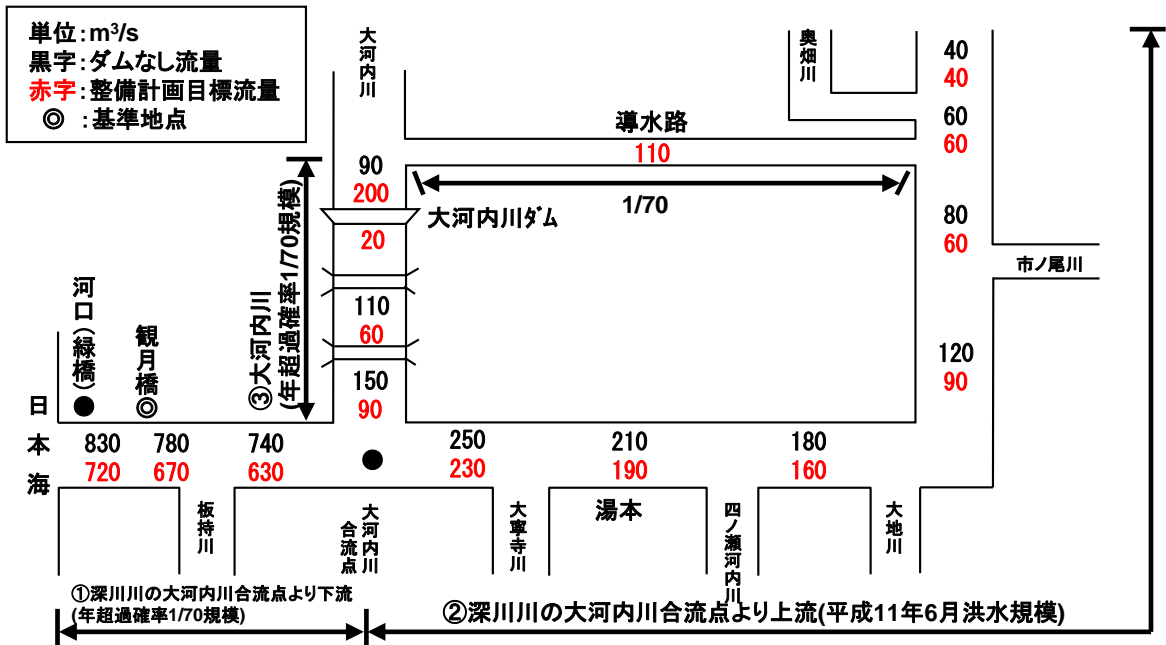 単位:m³/s
黒字:ダムなし流量
赤字:整備計画目標流量
◎:基準地点
大河内川
奥畑川
40
40
60
60
導水路
110
1/70
90
200
大河内川ダム
20
80
60
市ノ尾川
③大河内川
(年超過確率1/70規模)
110
60
120
90
150
90
河口(緑橋)
●
観月橋
◎
日本海
830
720
780
670
740
630
●
250
230
210
190
180
160
板持川
大河内川
合流点
大寧寺川
湯本
四ノ瀬河内川
大地川
①深川川の大河内川合流点より下流
(年超過確率1/70規模)
②深川川の大河内川合流点より上流(平成11年6月洪水規模)